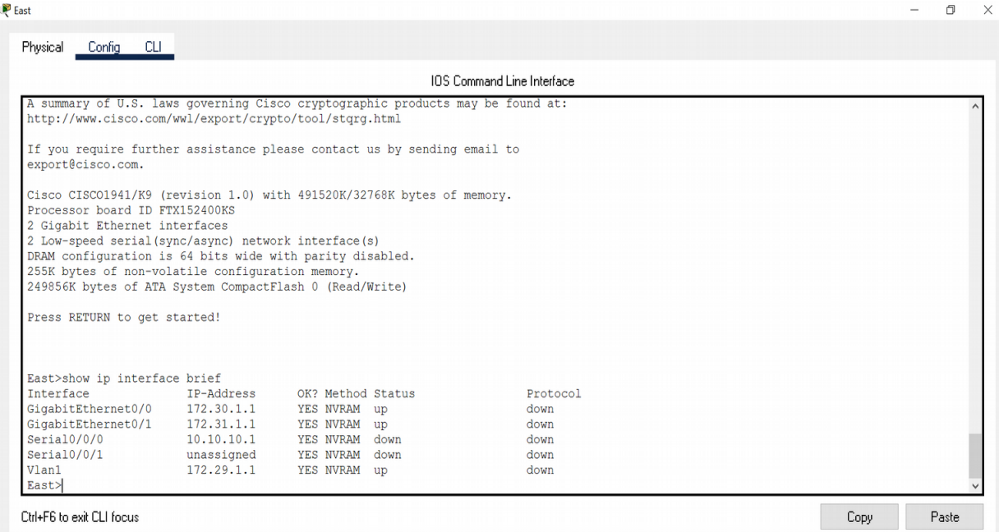 East
Physical Config CLI
IOS Command Line Interface
A summary of U.S. laws governing Cisco cryptographic products may be found at:
http://www.cisco.com/wwl/export/crypto/tool/stqrg.html
If you require further assistance please contact us by sending email to
export@cisco.com.
Cisco CISCO1941/K9 (revision 1.0) with 491520K/32768K bytes of memory.
Processor board ID FTX152400KS
2 Gigabit Ethernet interfaces
2 Low-speed serial(sync/async) network interface(s)
DRAM configuration is 64 bits wide with parity disabled.
255K bytes of non-volatile configuration memory.
249856K bytes of ATA System CompactFlash 0 (Read/Write)
Press RETURN to get started!
East>show ip interface brief
Interface IP-Address OK? Method Status Protocol
GigabitEthernet0/0 172.30.1.1 YES NVRAM up down
GigabitEthernet0/1 172.31.1.1 YES NVRAM up down
Serial0/0/0 10.10.10.1 YES NVRAM down down
Serial0/0/1 unassigned YES NVRAM down down
Vlan1 172.29.1.1 YES NVRAM up down
East>
Ctrl+F6 to exit CLI focus Copy Paste